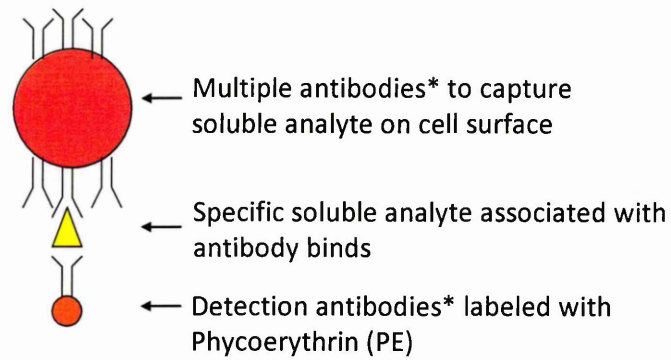 Multiple antibodies* to capture
soluble analyte on cell surface
Specific soluble analyte associated with
antibody binds
Detection antibodies* labeled with
Phycoerythrin (PE)